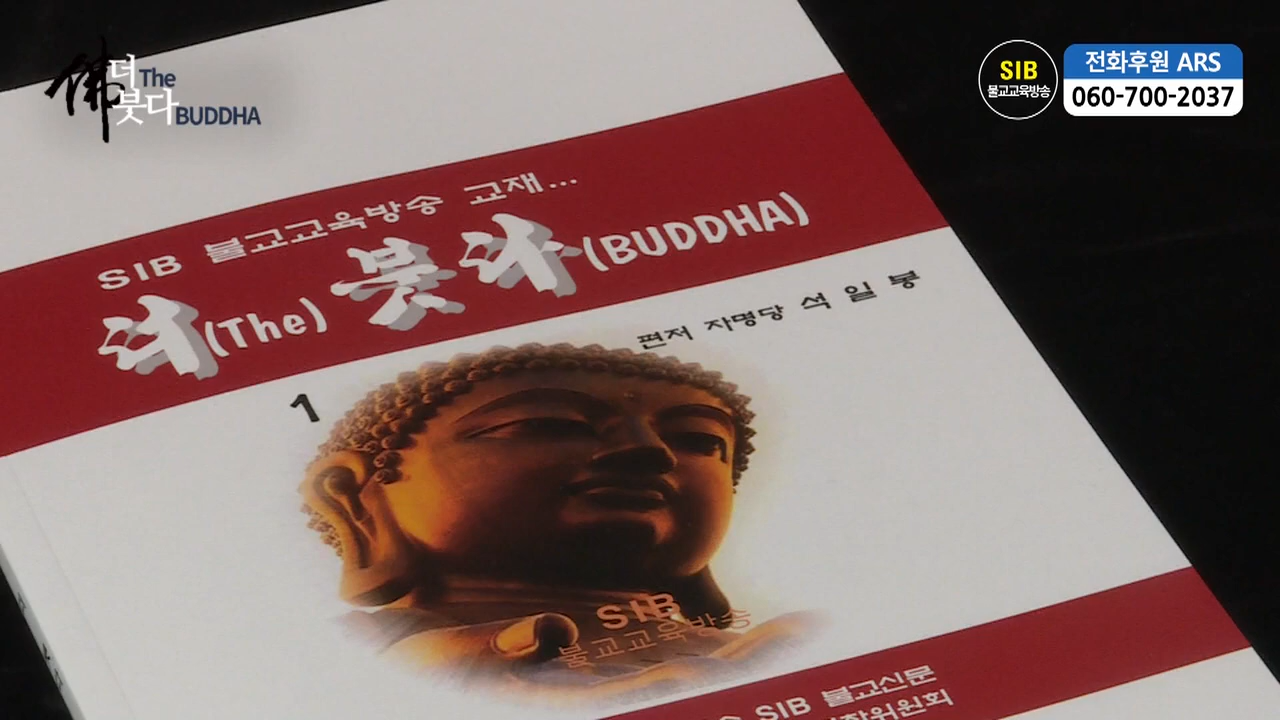 佛 더 The
붓다 BUDDHA
SIB
불교교육방송
전화후원 ARS
060-700-2037
SIB 불교교육방송 교재...
더(The) 붓다(BUDDHA)
편저 자명당 석일봉
1
SIB
불교교육방송
SIB 불교신문